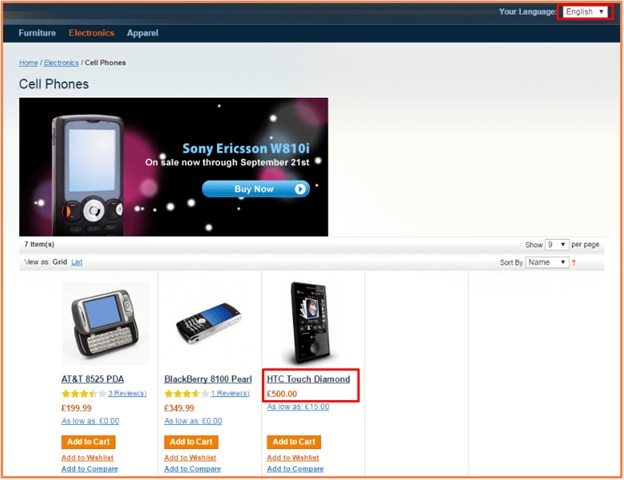 Your Language: English
Furniture Electronics Apparel
Home / Electronics / Cell Phones
Cell Phones
Sony Ericsson W810i
On sale now through September 21st
Buy Now
7 Item(s) Show 9 per page
View as: Grid List Sort By Name
AT&T 8525 PDA
3 Review(s)
£199.99
As low as: £0.00
Add to Cart
Add to Wishlist
Add to Compare
BlackBerry 8100 Pearl
1 Review(s)
£349.99
As low as: £0.00
Add to Cart
Add to Wishlist
Add to Compare
HTC Touch Diamond
£500.00
As low as: £15.00
Add to Cart
Add to Wishlist
Add to Compare